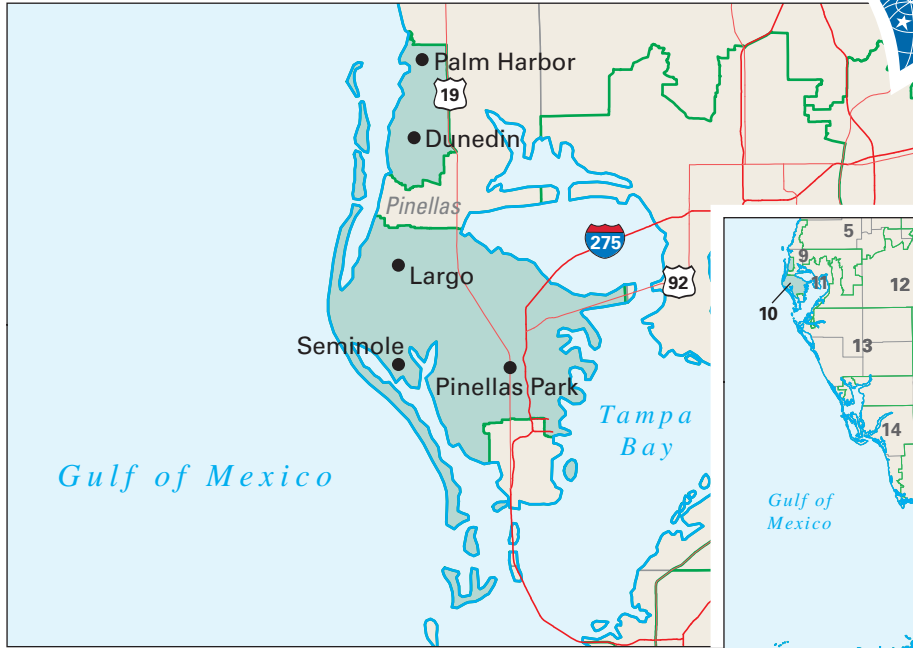 Palm Harbor
19
Dunedin
Pinellas
275
Largo
92
Seminole
Pinellas Park
Tampa
Bay
Gulf of Mexico
5
9
11
12
10
13
14
Gulf of
Mexico